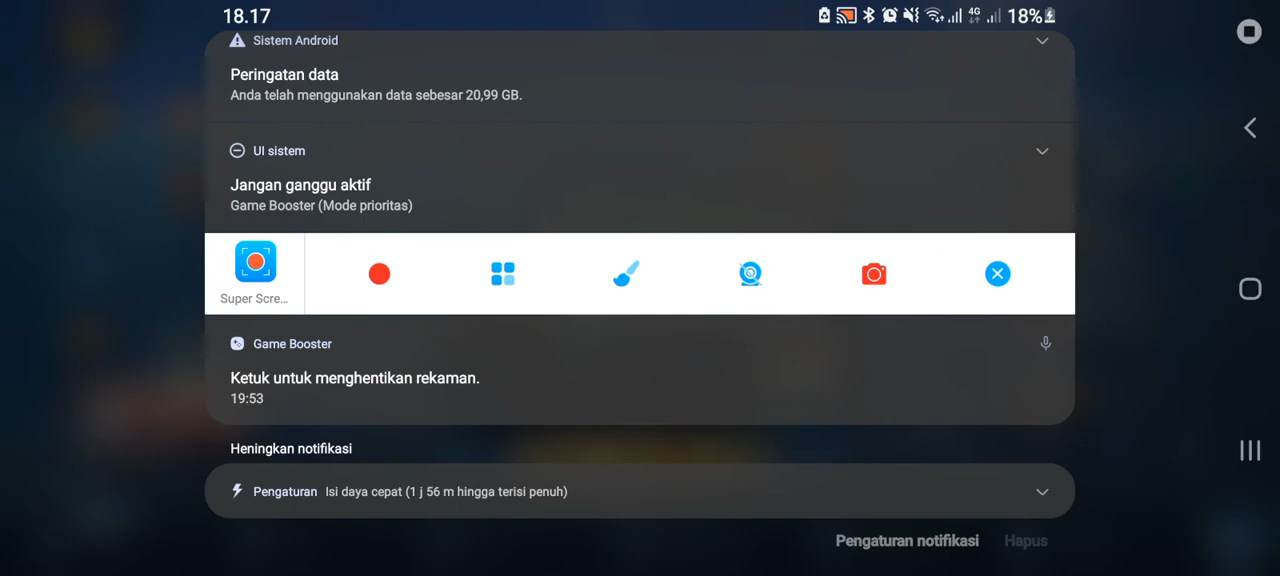 18.17
4G
18%
Sistem Android
Peringatan data
Anda telah menggunakan data sebesar 20,99 GB.
UI sistem
Jangan ganggu aktif
Game Booster (Mode prioritas)
Super Scre...
Game Booster
Ketuk untuk menghentikan rekaman.
19:53
Heningkan notifikasi
Pengaturan Isi daya cepat (1 j 56 m hingga terisi penuh)
Pengaturan notifikasi Hapus